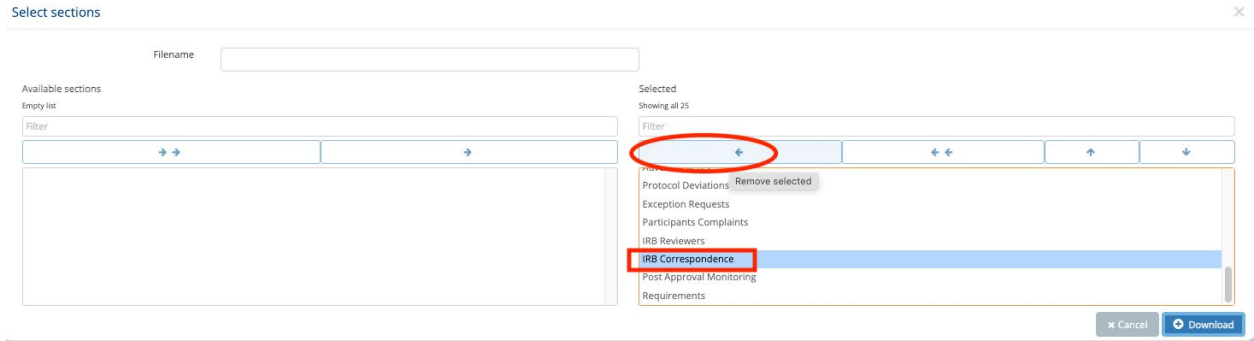 Select sections
Filename
Available sections
Empty list
Filter
Selected
Showing all 25
Filter
Protocol Deviations
Remove selected
Exception Requests
Participants Complaints
IRB Reviewers
IRB Correspondence
Post Approval Monitoring
Requirements
Cancel
Download